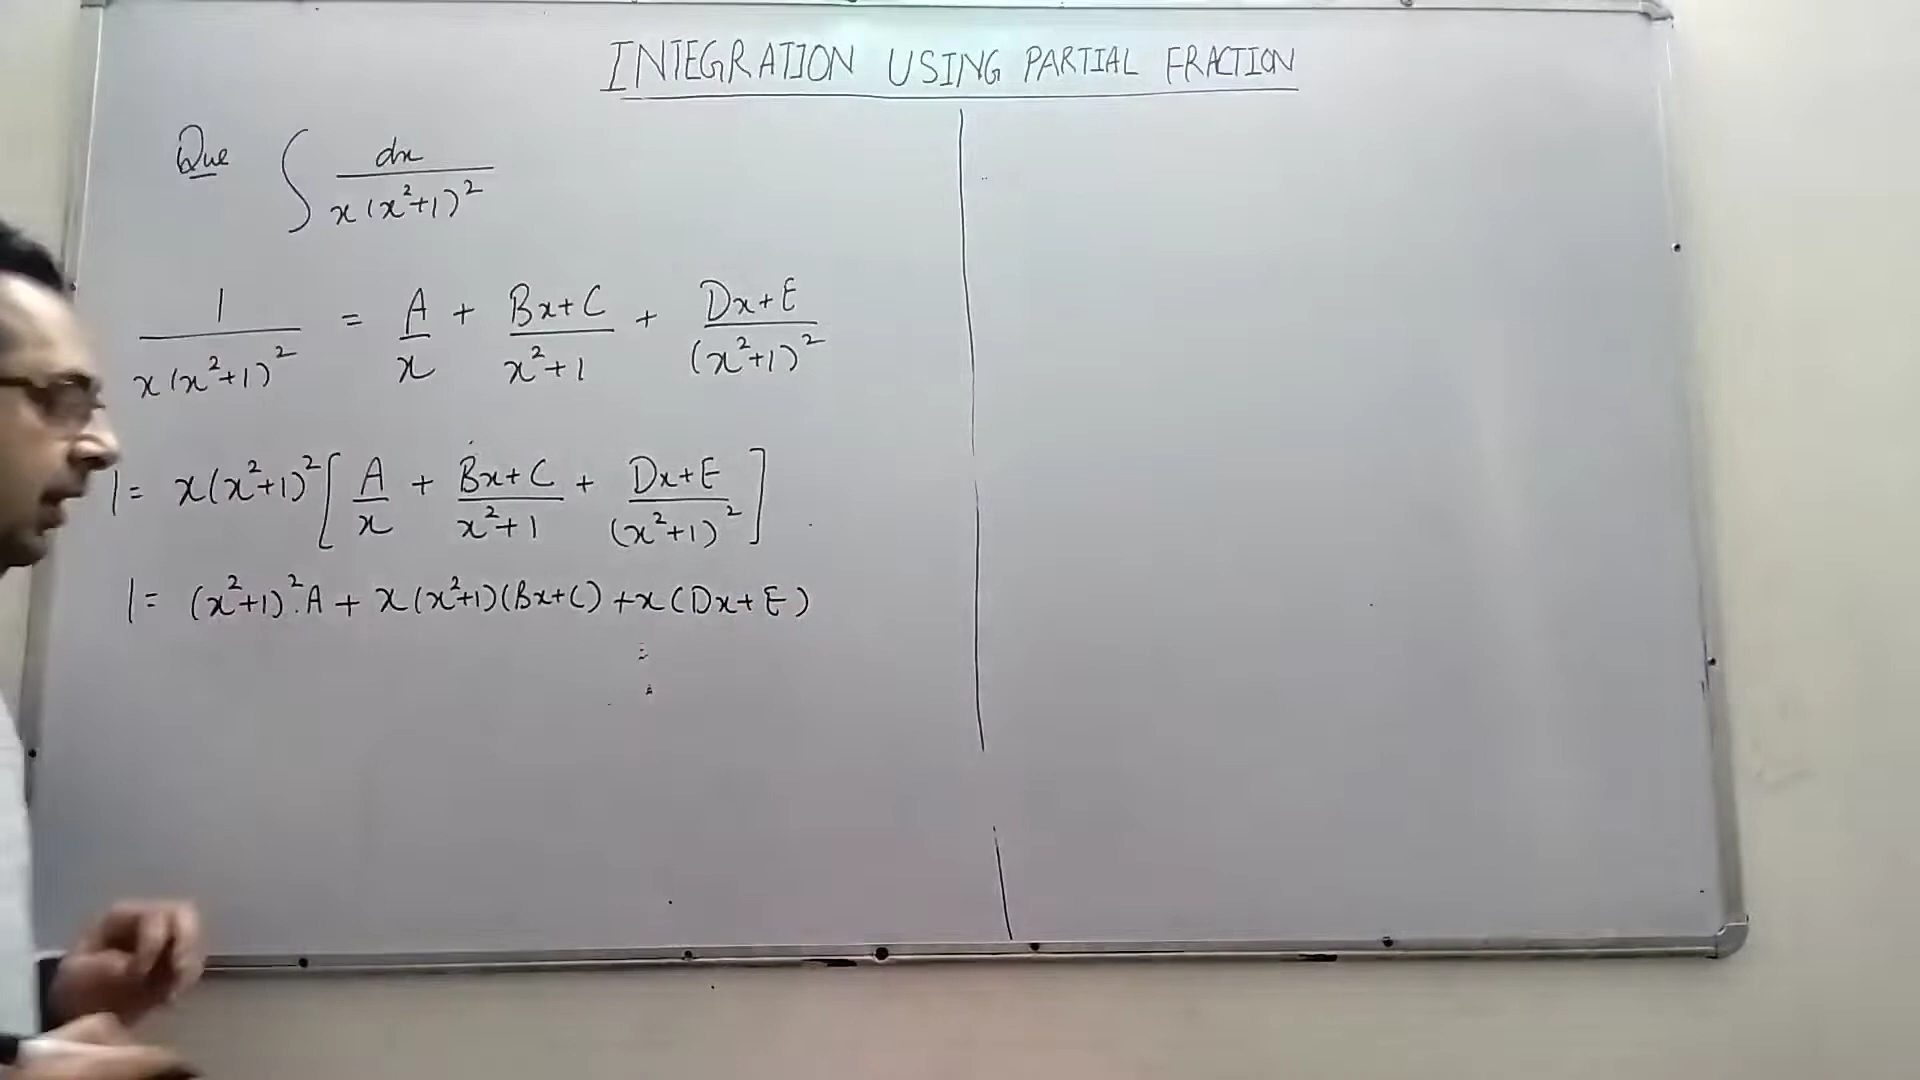 INTEGRATION USING PARTIAL FRACTION
Que ∫ dx / x(x²+1)²
1 / x(x²+1)² = A/x + Bx+C / x²+1 + Dx+E / (x²+1)²
1 = x(x²+1)² [ A/x + Bx+C / x²+1 + Dx+E / (x²+1)² ]
1 = (x²+1)².A + x(x²+1)(Bx+C) + x(Dx+E)